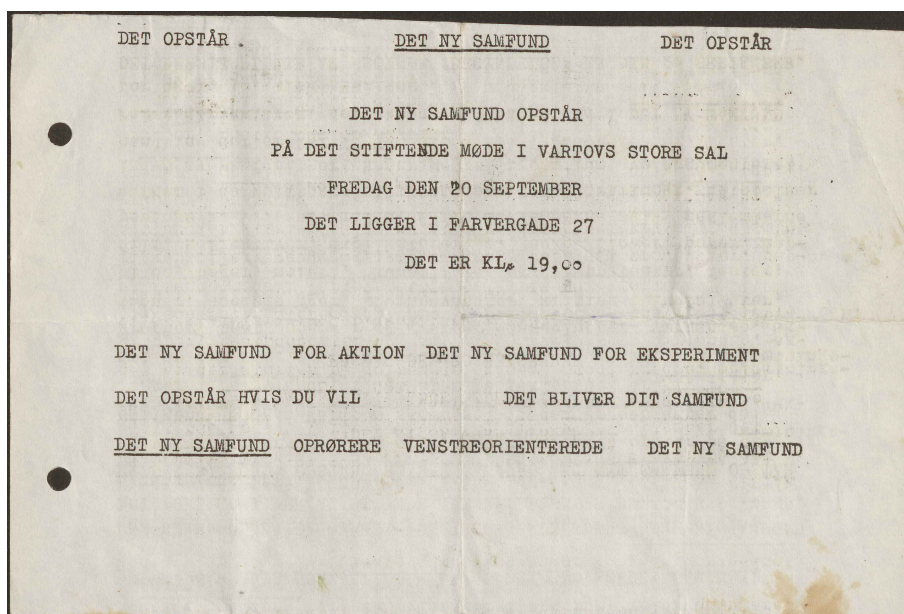 DET OPSTÅR DET NY SAMFUND DET OPSTÅR
DET NY SAMFUND OPSTÅR
PÅ DET STIFTENDE MØDE I VARTOVS STORE SAL
FREDAG DEN 20 SEPTEMBER
DET LIGGER I FARVERGADE 27
DET ER KL. 19,00
DET NY SAMFUND FOR AKTION DET NY SAMFUND FOR EKSPERIMENT
DET OPSTÅR HVIS DU VIL DET BLIVER DIT SAMFUND
DET NY SAMFUND OPRØRERE VENSTREORIENTEREDE DET NY SAMFUND